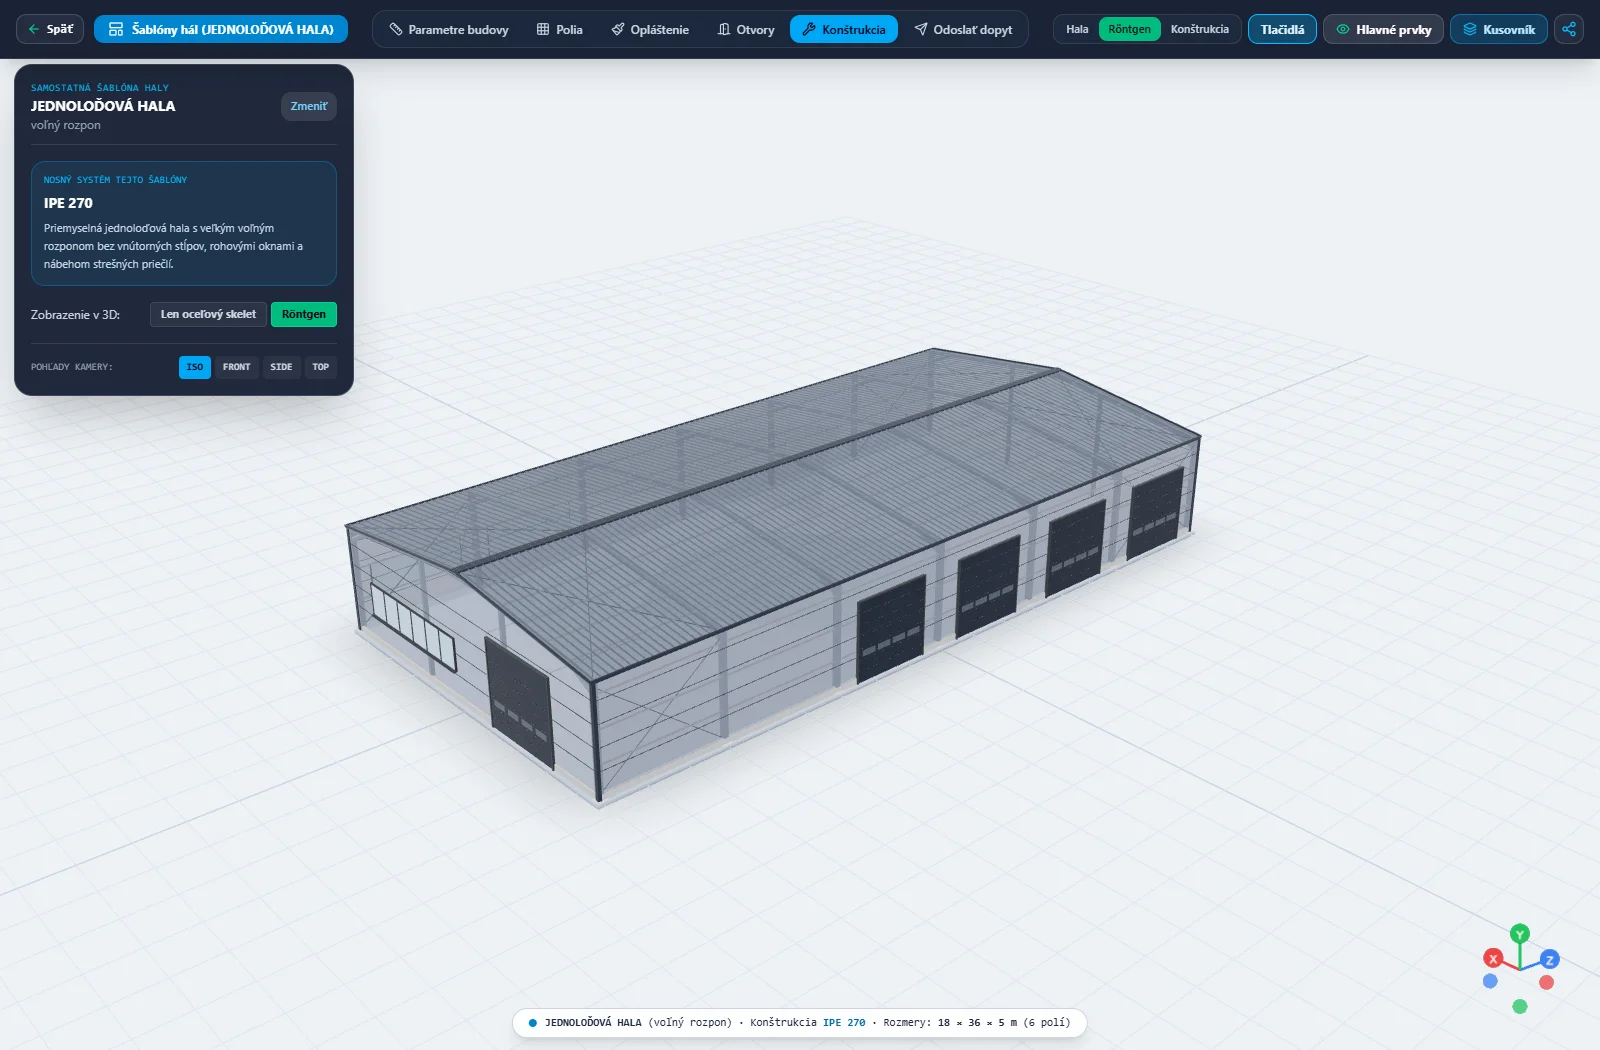 Späť
Šablóny hál (JEDNOLOĎOVÁ HALA)
Parametre budovy
Polia
Opláštenie
Otvory
Konštrukcia
Odoslať dopyt
Hala
Röntgen
Konštrukcia
Tlačidlá
Hlavné prvky
Kusovník
SAMOSTATNÁ ŠABLÓNA HALY
JEDNOLOĎOVÁ HALA
voľný rozpon
Zmeniť
NOSNÝ SYSTÉM TEJTO ŠABLÓNY
IPE 270
Priemyselná jednoloďová hala s veľkým voľným
rozponom bez vnútorných stĺpov, rohovými oknami a
nábehom strešných priečlí.
Zobrazenie v 3D:
Len oceľový skelet
Röntgen
POHĽADY KAMERY:
ISO
FRONT
SIDE
TOP
Y
X
Z
JEDNOLOĎOVÁ HALA (voľný rozpon) · Konštrukcia IPE 270 · Rozmery: 18 × 36 × 5 m (6 polí)